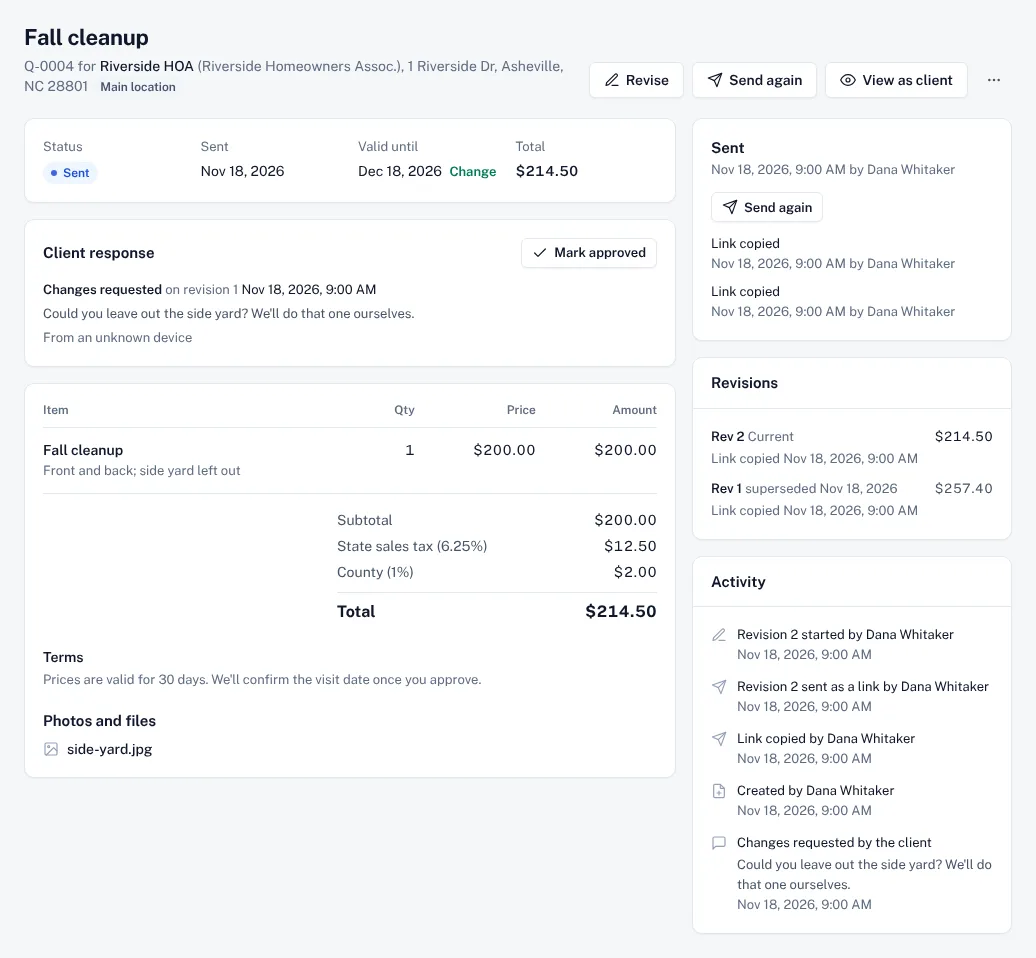 Fall cleanup
Q-0004 for Riverside HOA (Riverside Homeowners Assoc.), 1 Riverside Dr, Asheville,
NC 28801 Main location
Revise
Send again
View as client
Status
Sent
Valid until
Total
Sent
Nov 18, 2026
Dec 18, 2026 Change
$214.50
Client response
Mark approved
Changes requested on revision 1 Nov 18, 2026, 9:00 AM
Could you leave out the side yard? We'll do that one ourselves.
From an unknown device
Item Qty Price Amount
Fall cleanup 1 $200.00 $200.00
Front and back; side yard left out
Subtotal $200.00
State sales tax (6.25%) $12.50
County (1%) $2.00
Total $214.50
Terms
Prices are valid for 30 days. We'll confirm the visit date once you approve.
Photos and files
side-yard.jpg
Sent
Nov 18, 2026, 9:00 AM by Dana Whitaker
Send again
Link copied
Nov 18, 2026, 9:00 AM by Dana Whitaker
Link copied
Nov 18, 2026, 9:00 AM by Dana Whitaker
Revisions
Rev 2 Current $214.50
Link copied Nov 18, 2026, 9:00 AM
Rev 1 superseded Nov 18, 2026 $257.40
Link copied Nov 18, 2026, 9:00 AM
Activity
Revision 2 started by Dana Whitaker
Nov 18, 2026, 9:00 AM
Revision 2 sent as a link by Dana Whitaker
Nov 18, 2026, 9:00 AM
Link copied by Dana Whitaker
Nov 18, 2026, 9:00 AM
Created by Dana Whitaker
Nov 18, 2026, 9:00 AM
Changes requested by the client
Could you leave out the side yard? We'll do
that one ourselves.
Nov 18, 2026, 9:00 AM